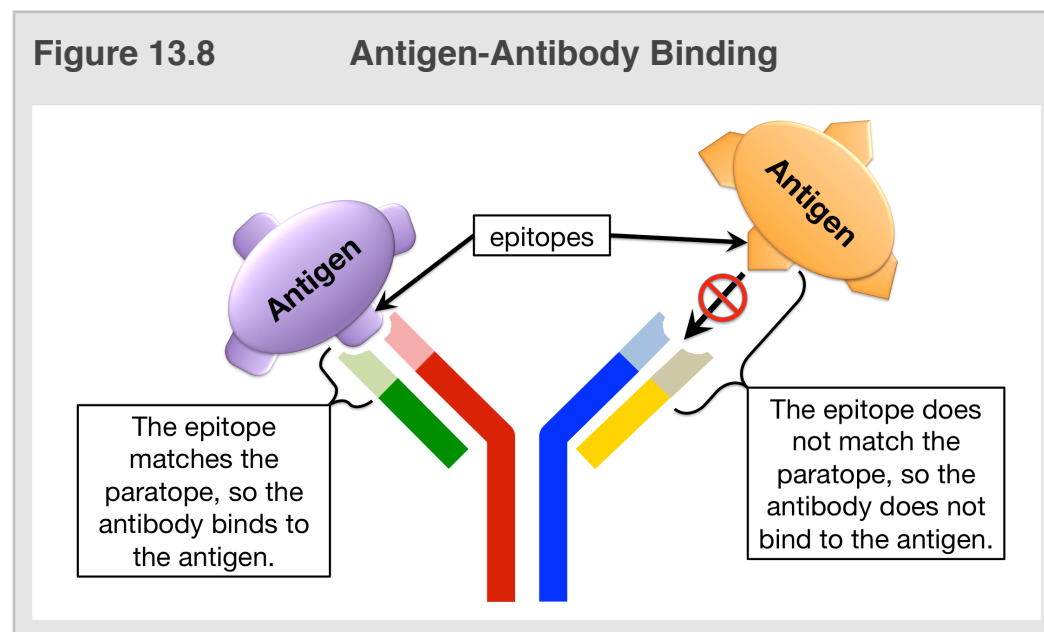 Figure 13.8 Antigen-Antibody Binding
Antigen
Antigen
epitopes
The epitope
matches the
paratope, so the
antibody binds to
the antigen.
The epitope does
not match the
paratope, so the
antibody does not
bind to the antigen.